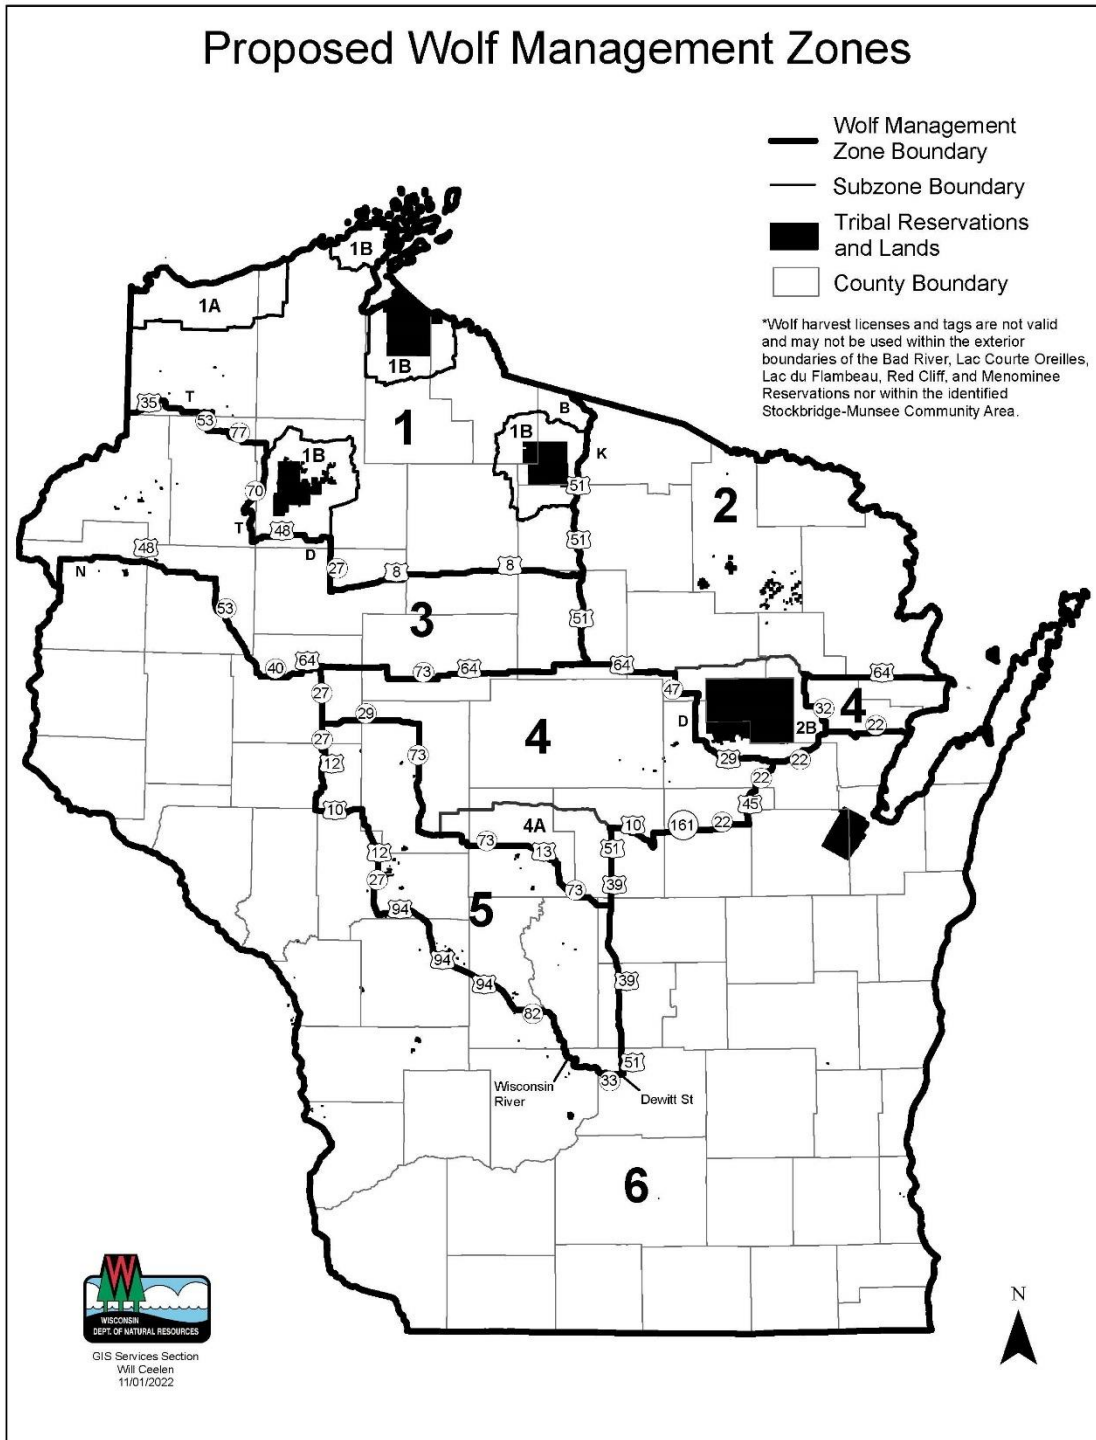 Proposed Wolf Management Zones
Wolf Management
Zone Boundary
Subzone Boundary
Tribal Reservations
and Lands
County Boundary
*Wolf harvest licenses and tags are not valid
and may not be used within the exterior
boundaries of the Bad River, Lac Courte Oreilles,
Lac du Flambeau, Red Cliff, and Menominee
Reservations nor within the identified
Stockbridge-Munsee Community Area.
1B
1A
1B
35
T
53
77
1
B
1B
K
1B
70
51
2
T
48
D
51
48
N
27
8
8
53
3
51
40
64
73
64
64
64
27
47
32
4
29
D
2B
22
27
73
4
12
29
22
22
10
45
4A
10
161
22
12
73
13
51
27
73
39
94
5
94
94
39
82
51
Wisconsin
River
33
Dewitt St
6
W
WISCONSIN
DEPT. OF NATURAL RESOURCES
GIS Services Section
Will Ceelen
11/01/2022
N